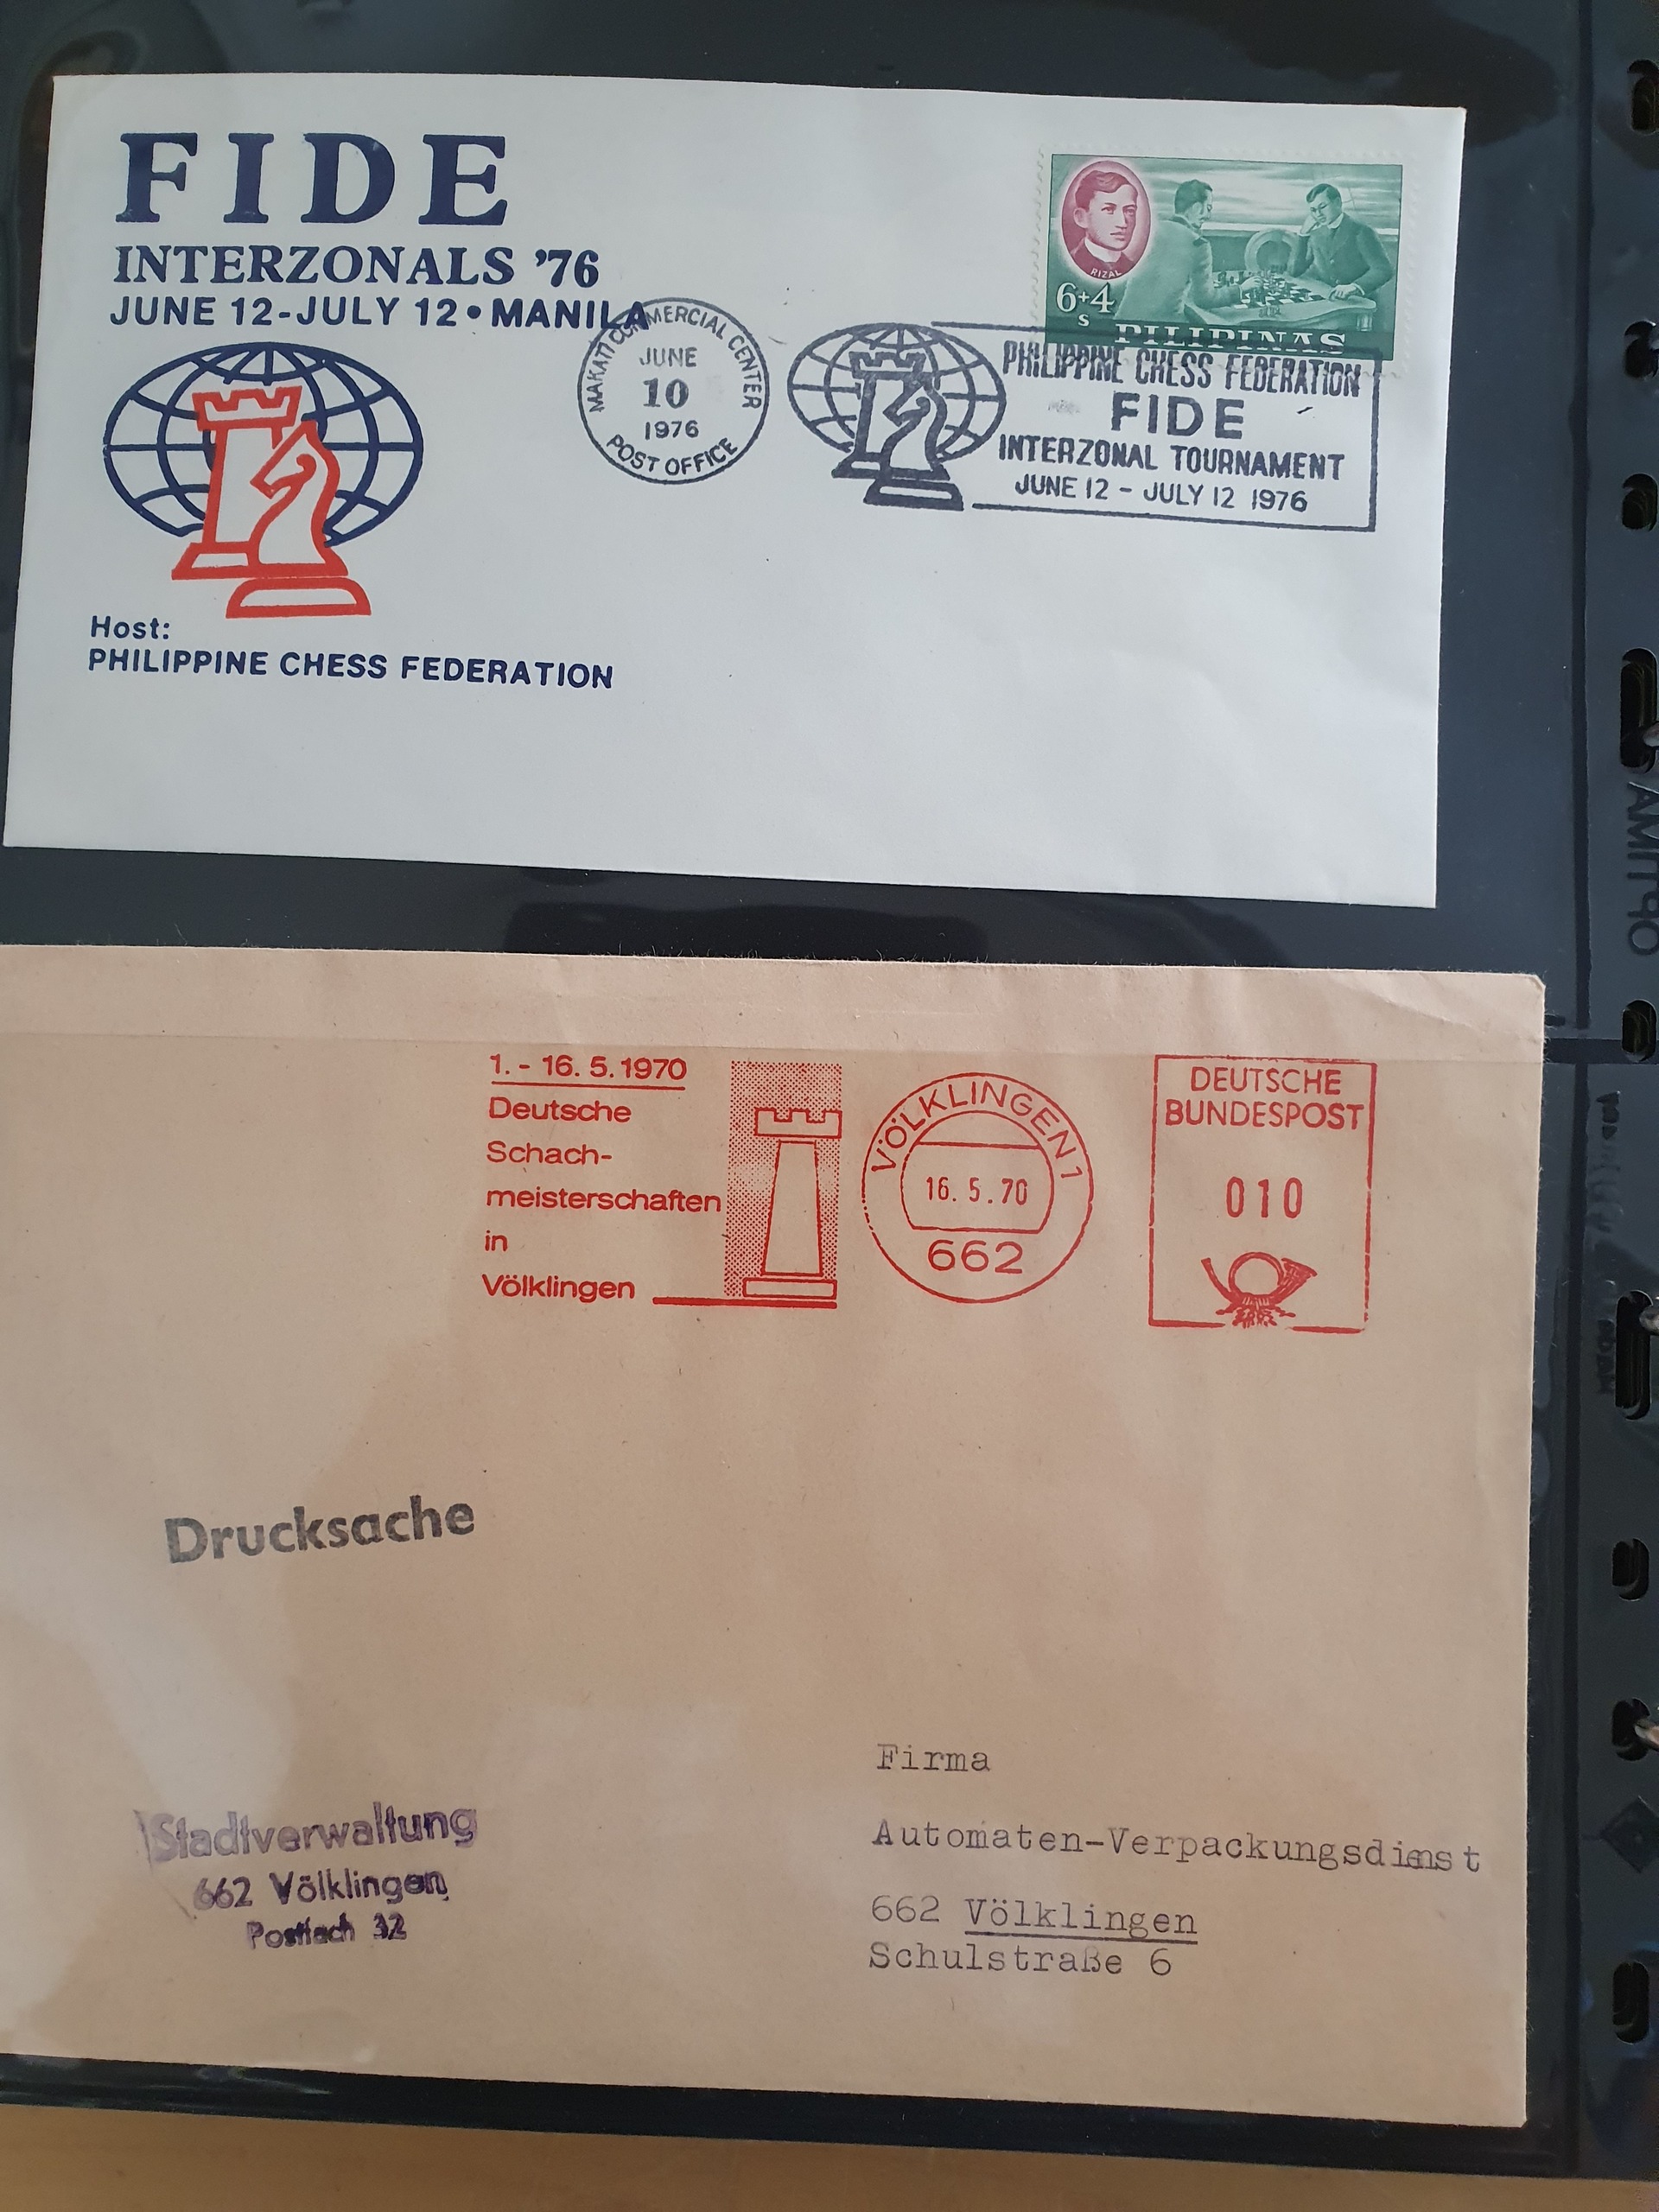 FIDE
INTERZONALS '76
JUNE 12-JULY 12 • MANILA
MAKATI COMMERCIAL CENTER
JUNE
10
1976
POST OFFICE
RIZAL
6+4
s
PILIPINAS
PHILIPPINE CHESS FEDERATION
FIDE
INTERZONAL TOURNAMENT
JUNE 12 - JULY 12 1976
Host:
PHILIPPINE CHESS FEDERATION
1. - 16. 5. 1970
Deutsche
Schach-
meisterschaften
in
Völklingen
VÖLKLINGEN 1
16. 5. 70
662
DEUTSCHE
BUNDESPOST
010
Drucksache
Stadtverwaltung
662 Völklingen
Postfach 32
Firma
Automaten-Verpackungsdienst
662 Völklingen
Schulstraße 6